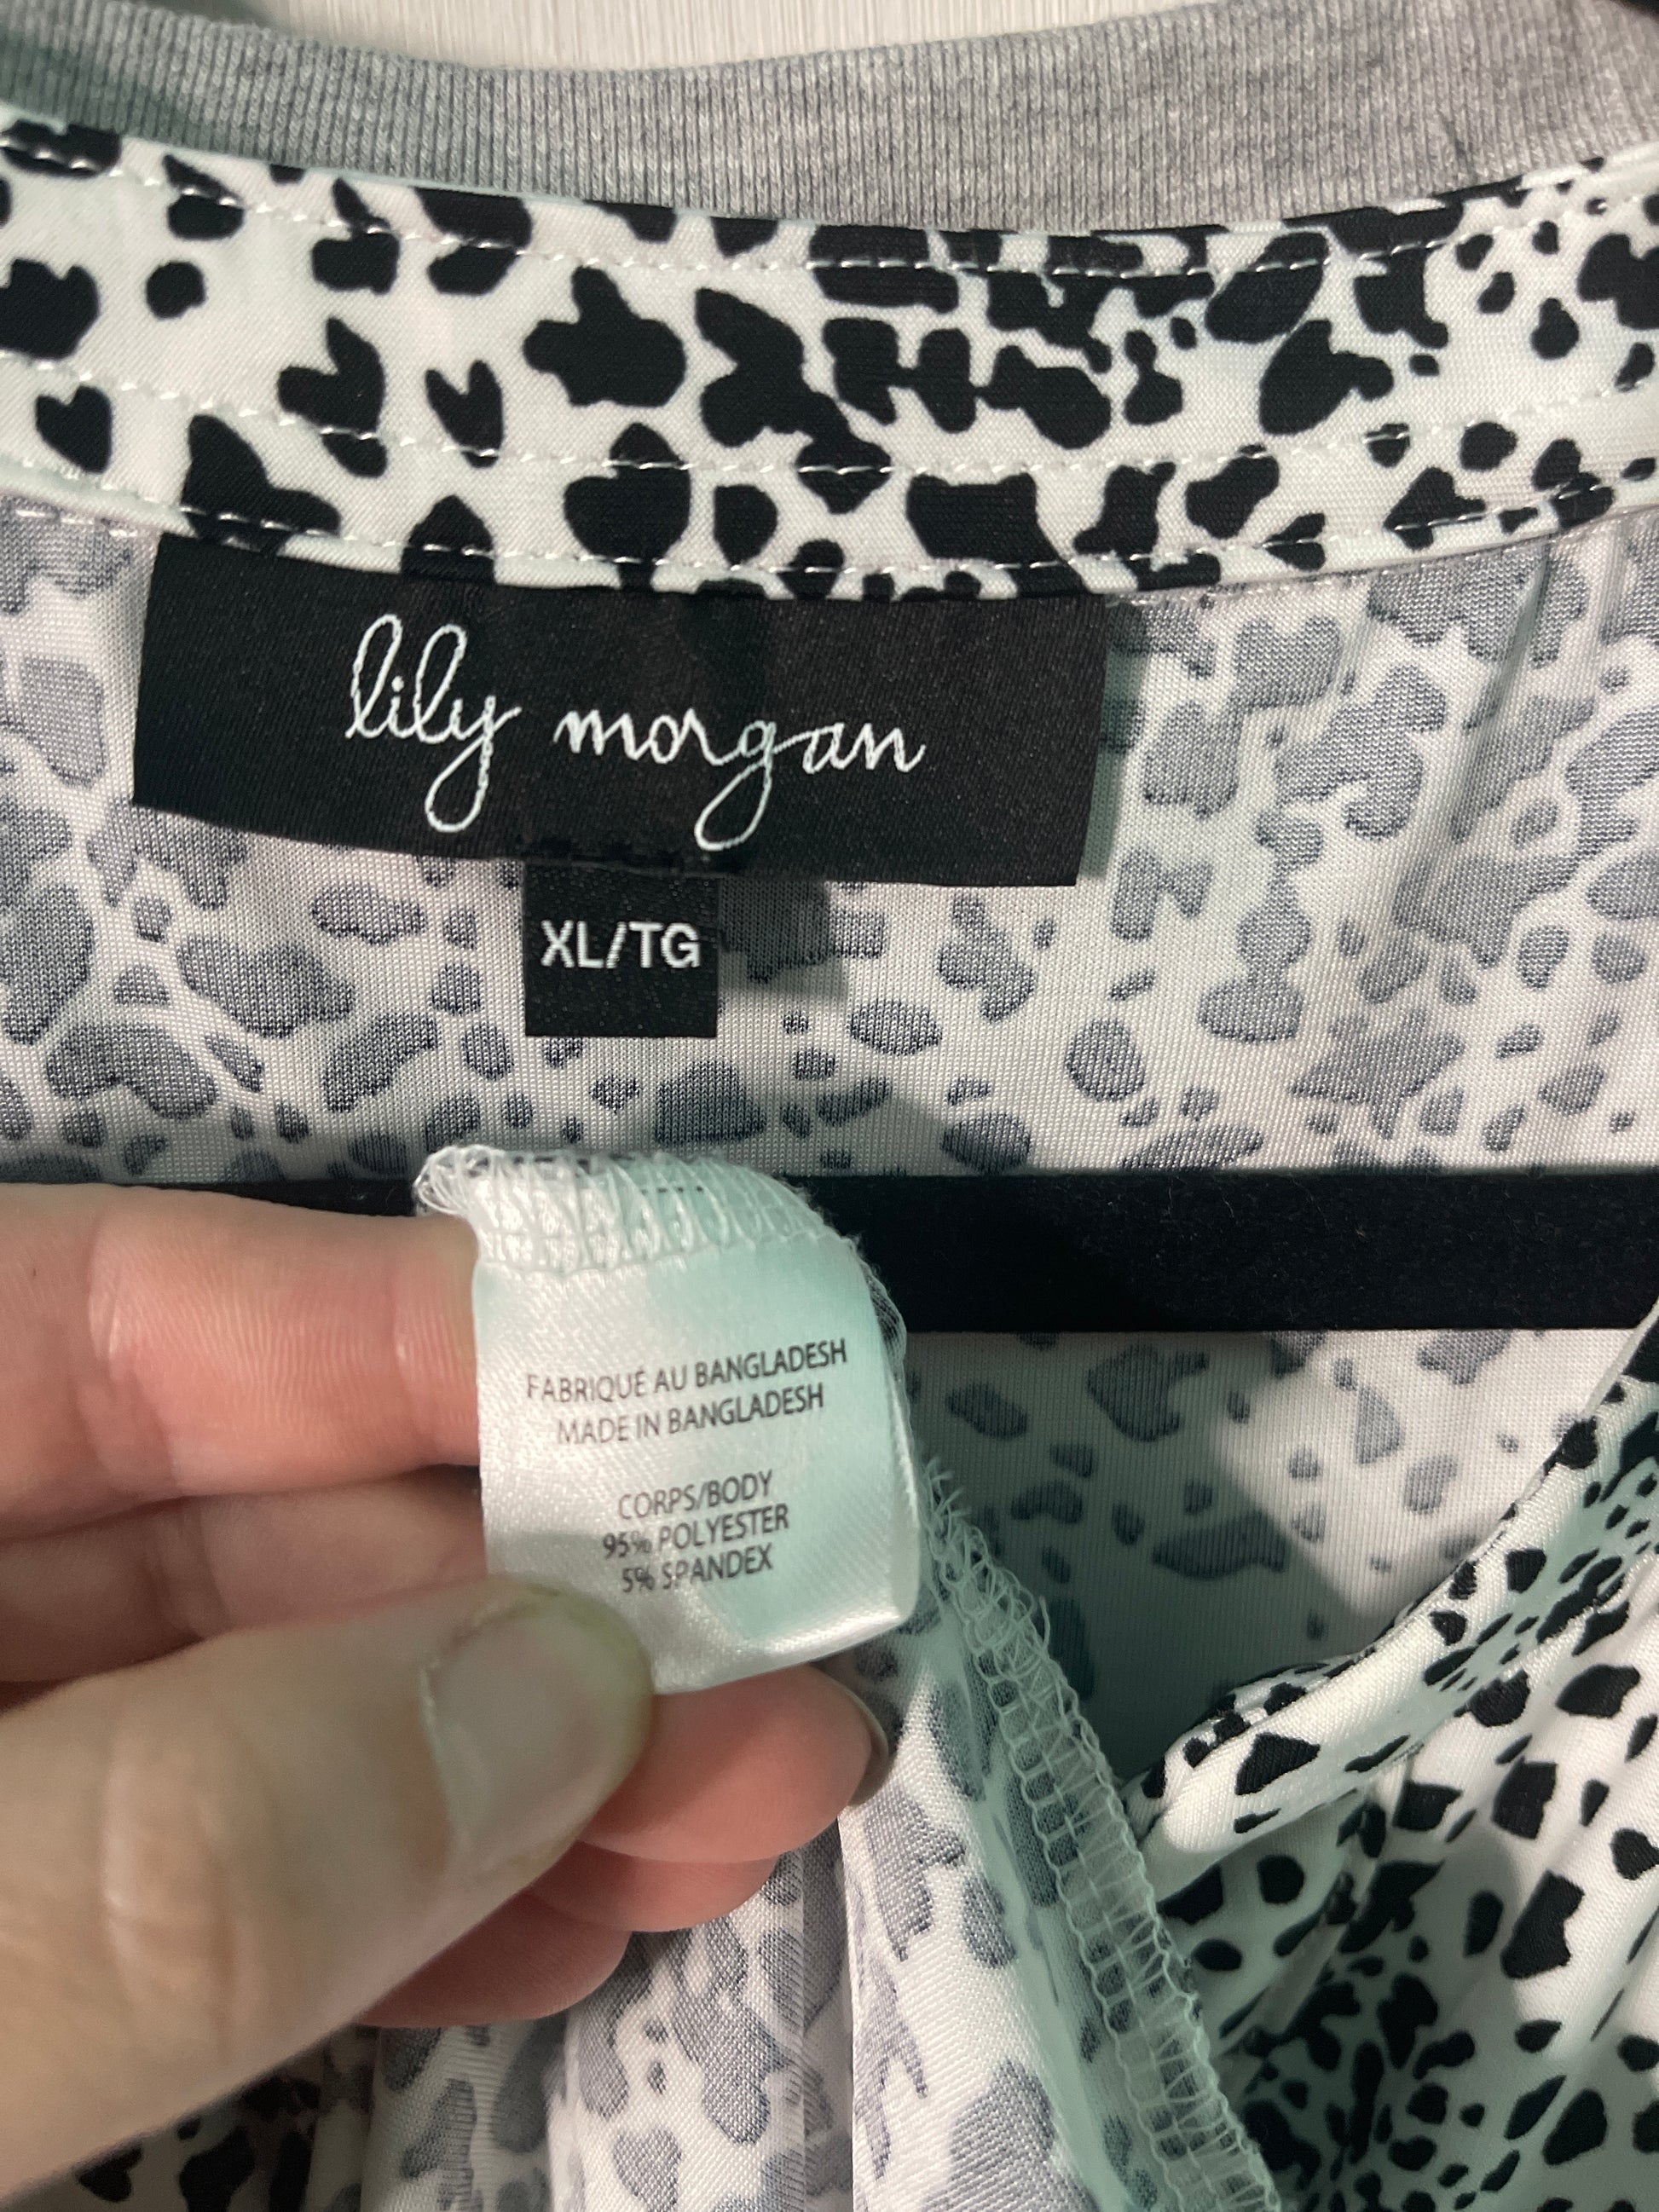 lily morgan
XL/TG
FABRIQUÉ AU BANGLADESH
MADE IN BANGLADESH
CORPS/BODY
95% POLYESTER
5% SPANDEX